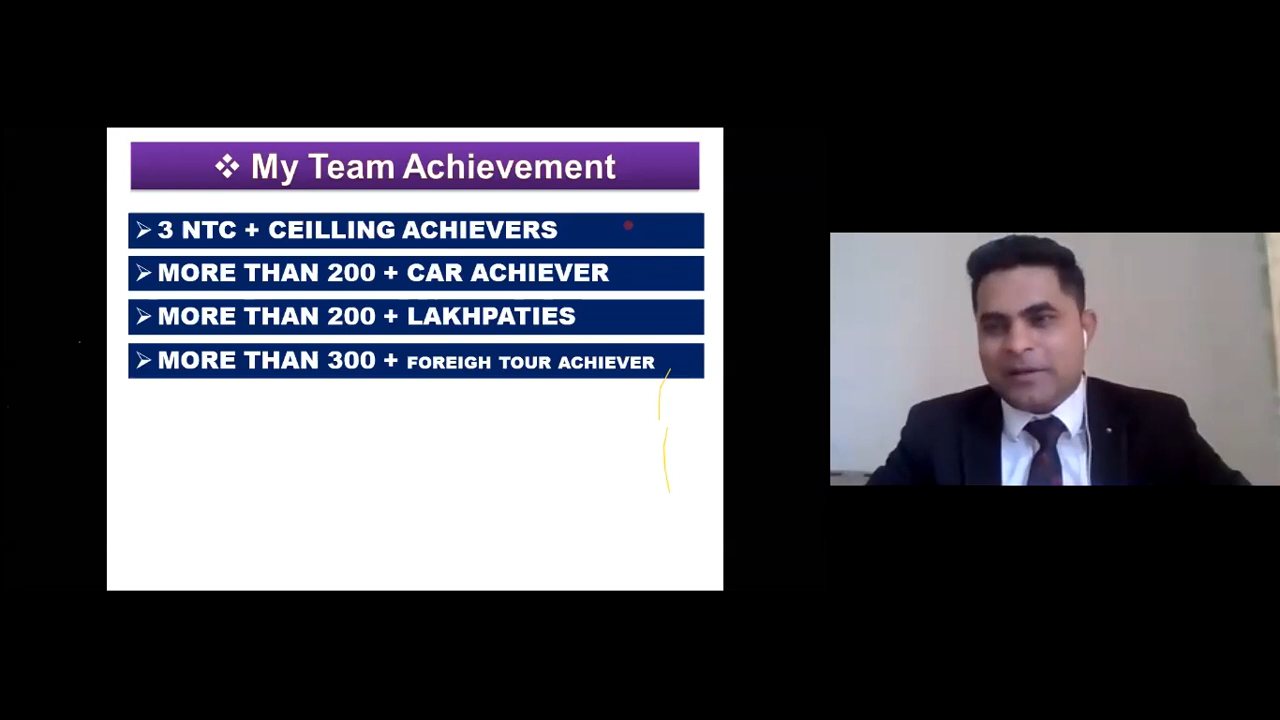 ❖ My Team Achievement
➢ 3 NTC + CEILLING ACHIEVERS
➢ MORE THAN 200 + CAR ACHIEVER
➢ MORE THAN 200 + LAKHPATIES
➢ MORE THAN 300 + FOREIGH TOUR ACHIEVER